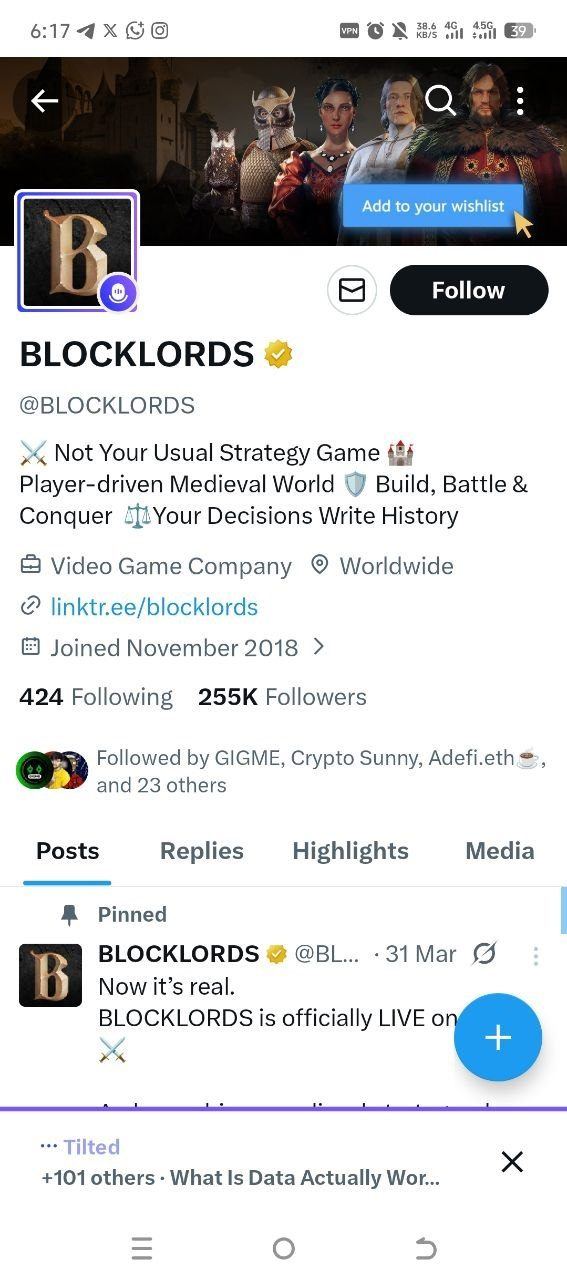 6:17
VPN 38.6 KB/S 4G 4.5G 39
Add to your wishlist
B
Follow
BLOCKLORDS
@BLOCKLORDS
⚔️ Not Your Usual Strategy Game 🏰
Player-driven Medieval World 🛡️ Build, Battle &
Conquer ⚖️Your Decisions Write History
Video Game Company Worldwide
linktr.ee/blocklords
Joined November 2018
424 Following 255K Followers
Followed by GIGME, Crypto Sunny, Adefi.eth☕,
and 23 others
Posts Replies Highlights Media
Pinned
B
BLOCKLORDS @BL... · 31 Mar
Now it’s real.
BLOCKLORDS is officially LIVE on
⚔️
Tilted
+101 others · What Is Data Actually Wor...